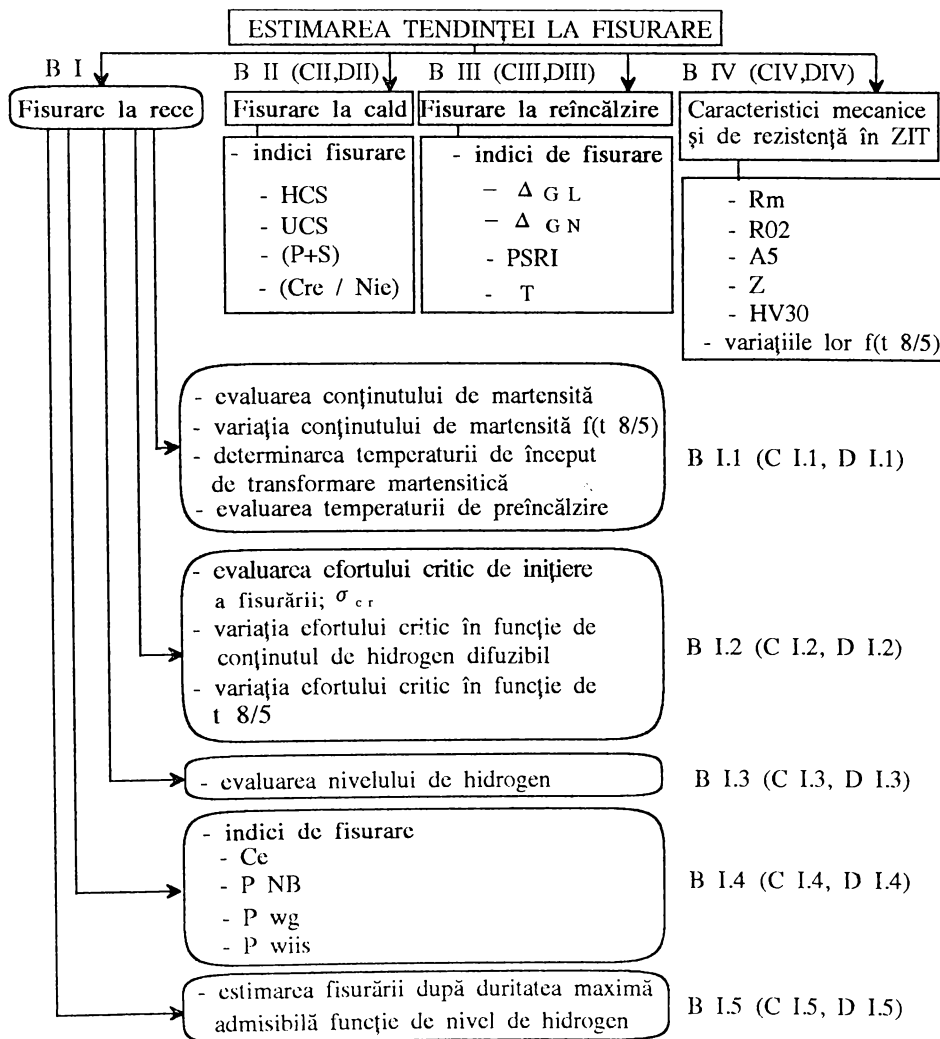 ESTIMAREA TENDINȚEI LA FISURARE
B I
B II (CII,DII)
B III (CIII,DIII)
B IV (CIV,DIV)
Fisurare la rece
Fisurare la cald
- indici fisurare
- HCS
- UCS
- (P+S)
- (Cre / Nie)
Fisurare la reîncălzire
- indici de fisurare
- Δ G L
- Δ G N
- PSRI
- T
Caracteristici mecanice
și de rezistență în ZIT
- Rm
- R02
- A5
- Z
- HV30
- variațiile lor f(t 8/5)
- evaluarea conținutului de martensită
- variația conținutului de martensită f(t 8/5)
- determinarea temperaturii de început
de transformare martensitică
- evaluarea temperaturii de preîncălzire
B I.1 (C I.1, D I.1)
- evaluarea efortului critic de inițiere
a fisurării; σ cr
- variația efortului critic în funcție de
conținutul de hidrogen difuzibil
- variația efortului critic în funcție de
t 8/5
B I.2 (C I.2, D I.2)
- evaluarea nivelului de hidrogen
B I.3 (C I.3, D I.3)
- indici de fisurare
- Ce
- P NB
- P wg
- P wiis
B I.4 (C I.4, D I.4)
- estimarea fisurării după duritatea maximă
admisibilă funcție de nivel de hidrogen
B I.5 (C I.5, D I.5)